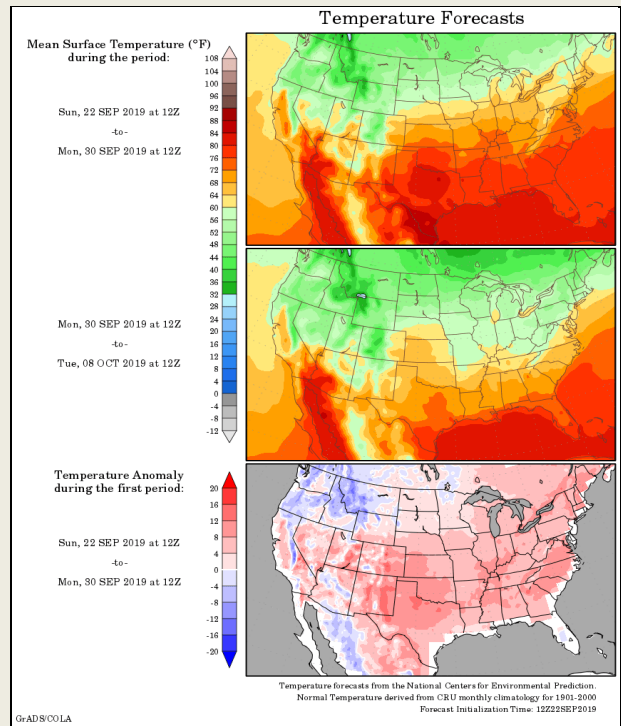 Temperature Forecasts
Mean Surface Temperature (°F)
during the period:
108
104
100
96
92
88
84
80
76
72
68
64
60
56
52
48
44
40
36
32
28
24
20
16
12
8
4
0
-4
-8
-12
Sun, 22 SEP 2019 at 12Z
-to-
Mon, 30 SEP 2019 at 12Z
Mon, 30 SEP 2019 at 12Z
-to-
Tue, 08 OCT 2019 at 12Z
Temperature Anomaly
during the first period:
20
16
12
8
4
0
-4
-8
-12
-16
-20
Sun, 22 SEP 2019 at 12Z
-to-
Mon, 30 SEP 2019 at 12Z
Temperature forecasts from the National Centers for Environmental Prediction.
Normal Temperature derived from CRU monthly climatology for 1901-2000
Forecast Initialization Time: 12Z22SEP2019
GrADS/COLA